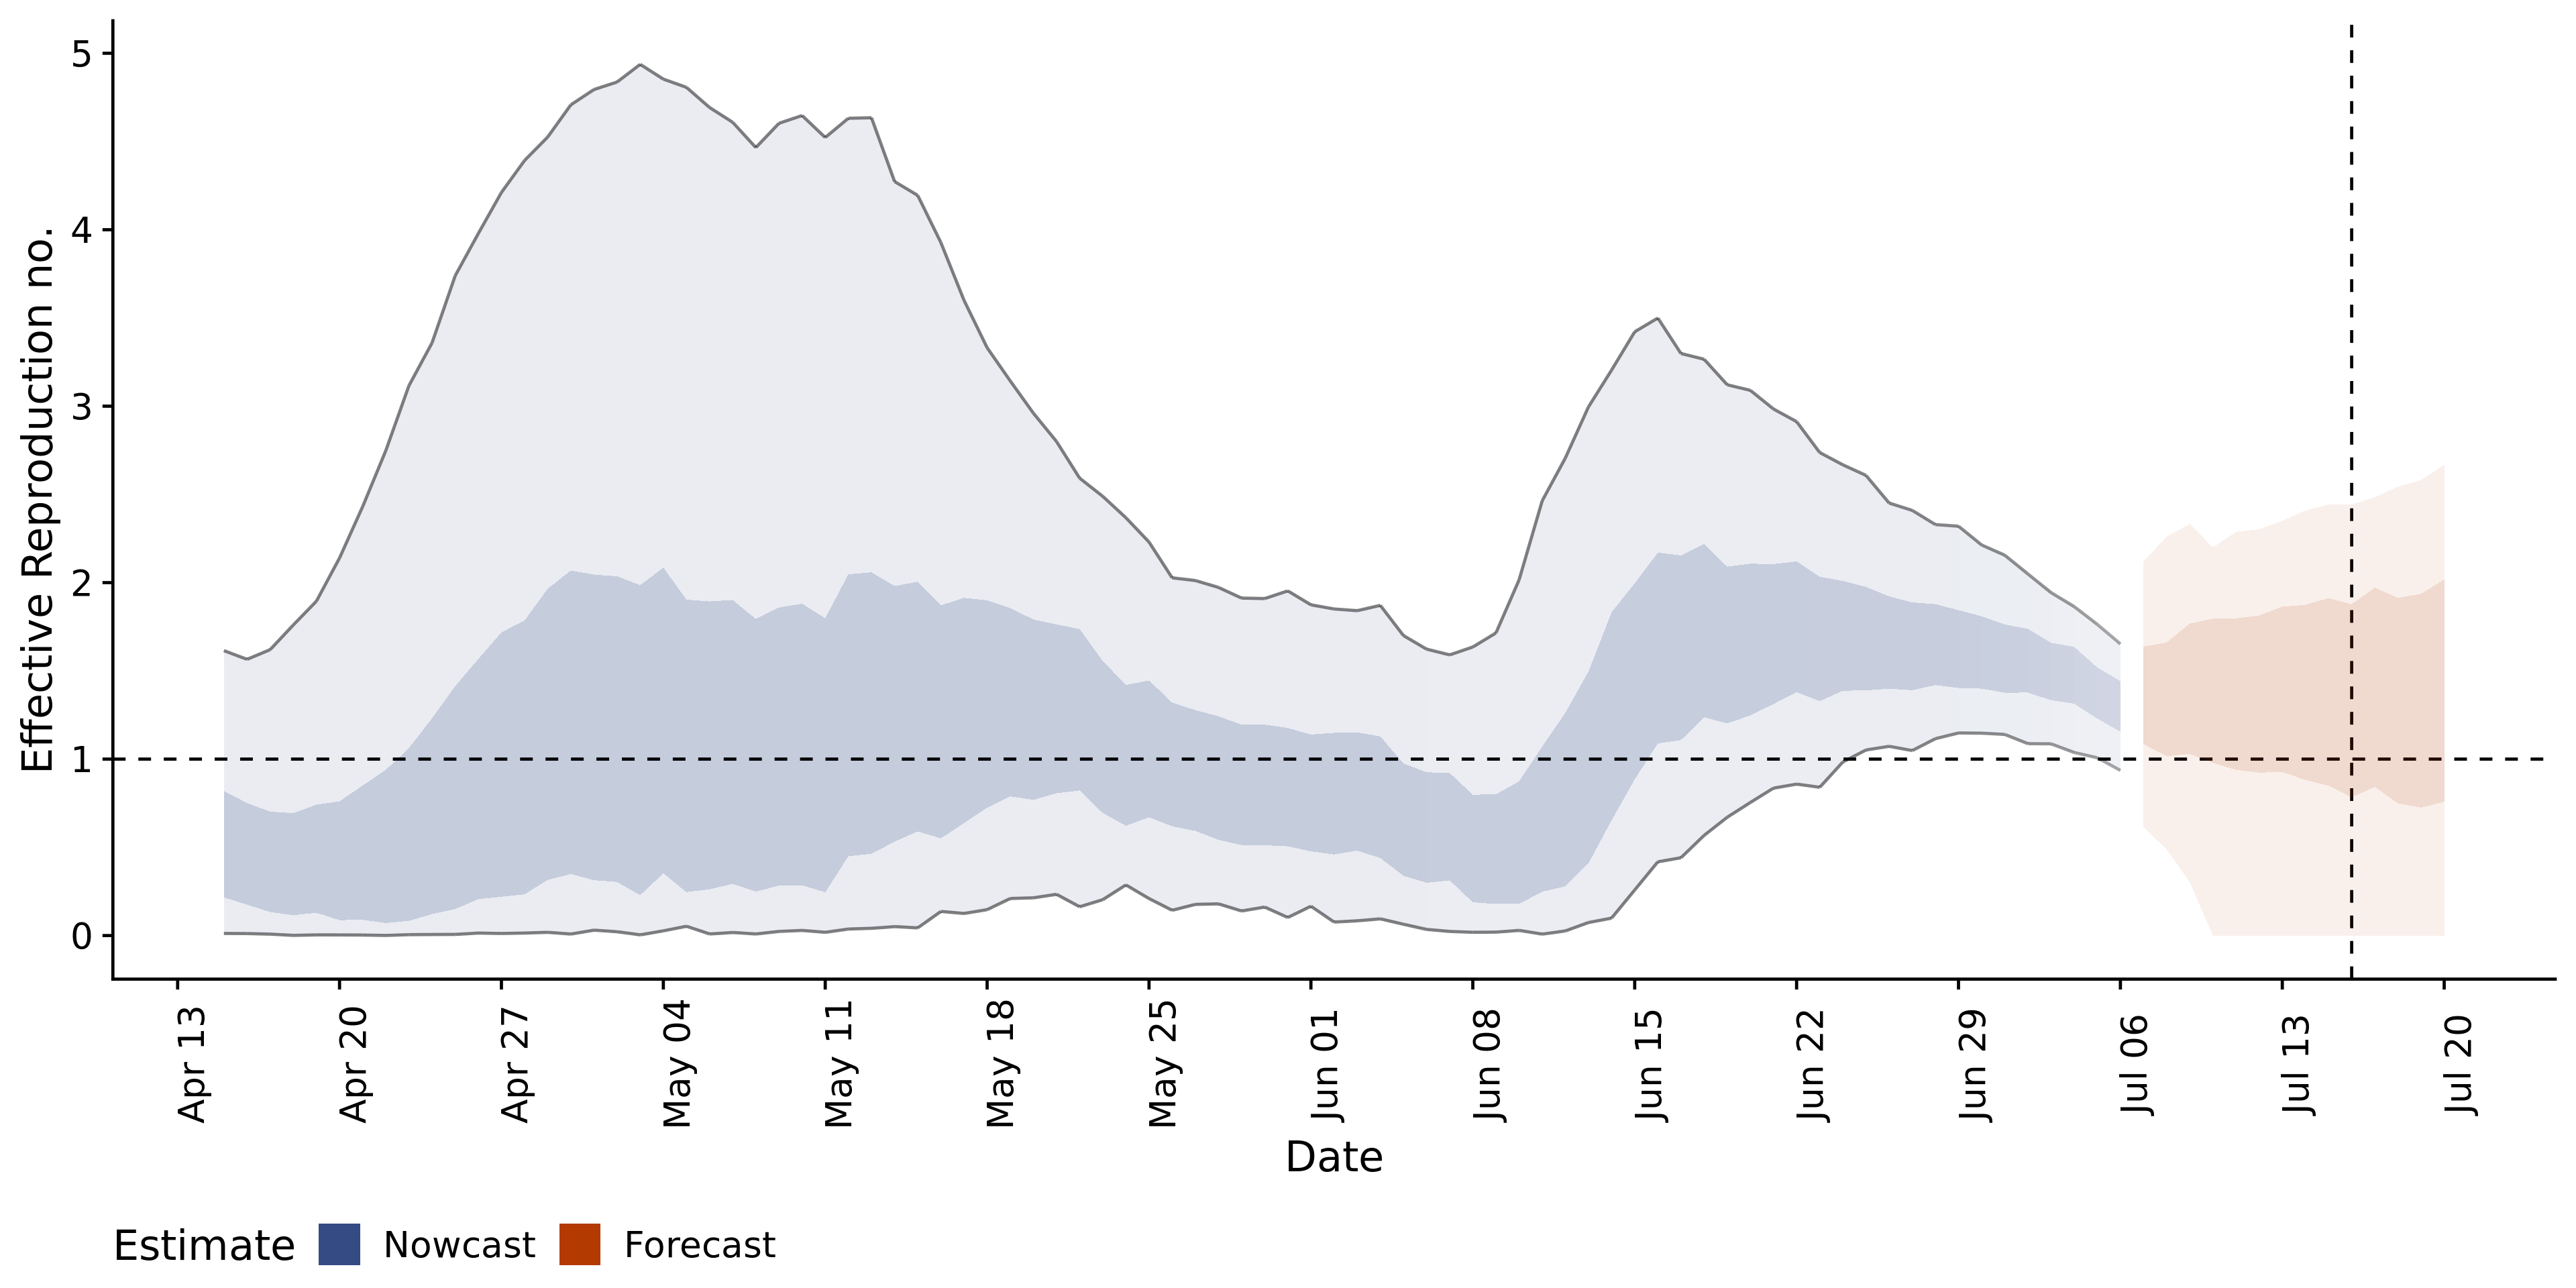 Effective Reproduction no.
5
4
3
2
1
0
Apr 13
Apr 20
Apr 27
May 04
May 11
May 18
May 25
Jun 01
Jun 08
Jun 15
Jun 22
Jun 29
Jul 06
Jul 13
Jul 20
Date
Estimate Nowcast Forecast